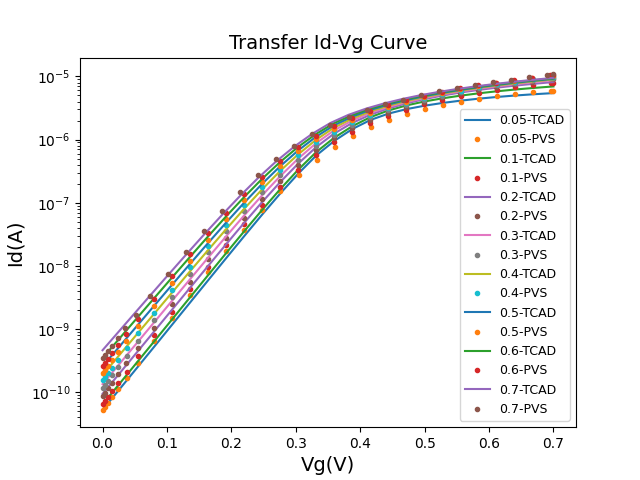 Transfer Id-Vg Curve
Id(A)
10⁻⁵
10⁻⁶
10⁻⁷
10⁻⁸
10⁻⁹
10⁻¹⁰
0.05-TCAD
0.05-PVS
0.1-TCAD
0.1-PVS
0.2-TCAD
0.2-PVS
0.3-TCAD
0.3-PVS
0.4-TCAD
0.4-PVS
0.5-TCAD
0.5-PVS
0.6-TCAD
0.6-PVS
0.7-TCAD
0.7-PVS
0.0 0.1 0.2 0.3 0.4 0.5 0.6 0.7
Vg(V)